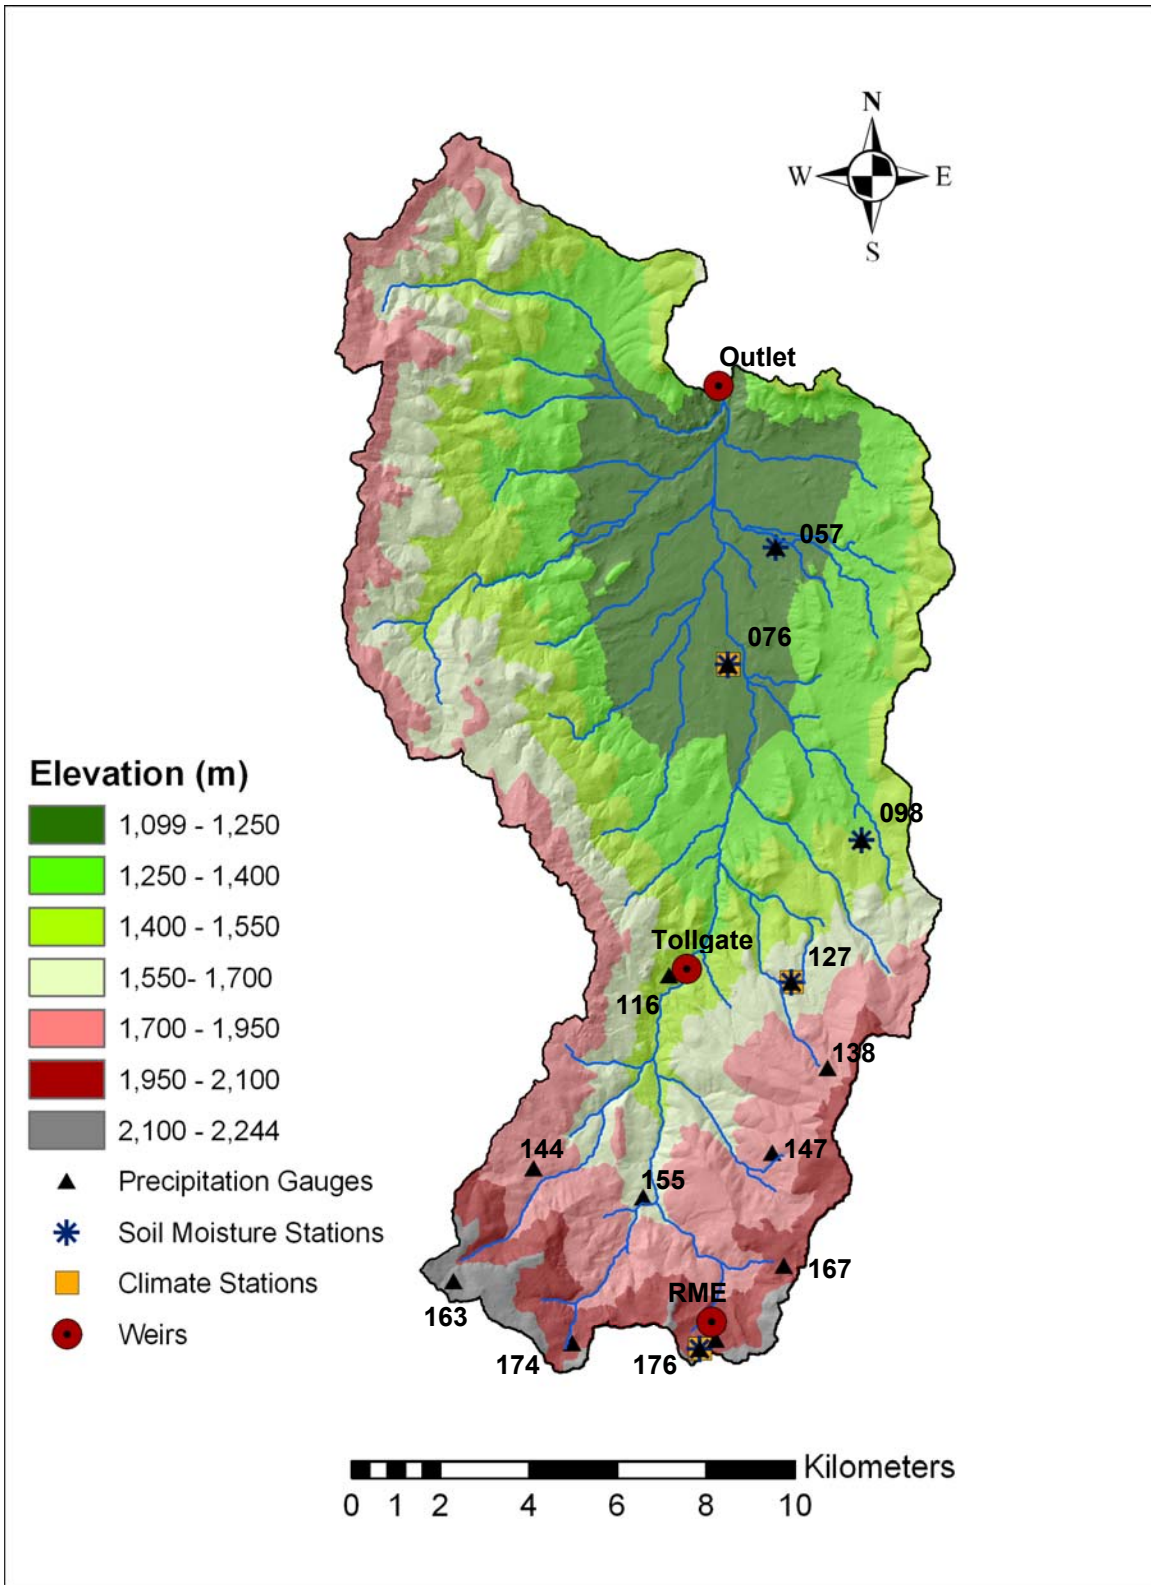 N
W E
S
Outlet
057
076
098
Tollgate
127
116
138
144
147
155
167
RME
163
174
176
Elevation (m)
1,099 - 1,250
1,250 - 1,400
1,400 - 1,550
1,550- 1,700
1,700 - 1,950
1,950 - 2,100
2,100 - 2,244
Precipitation Gauges
Soil Moisture Stations
Climate Stations
Weirs
Kilometers
0 1 2 4 6 8 10